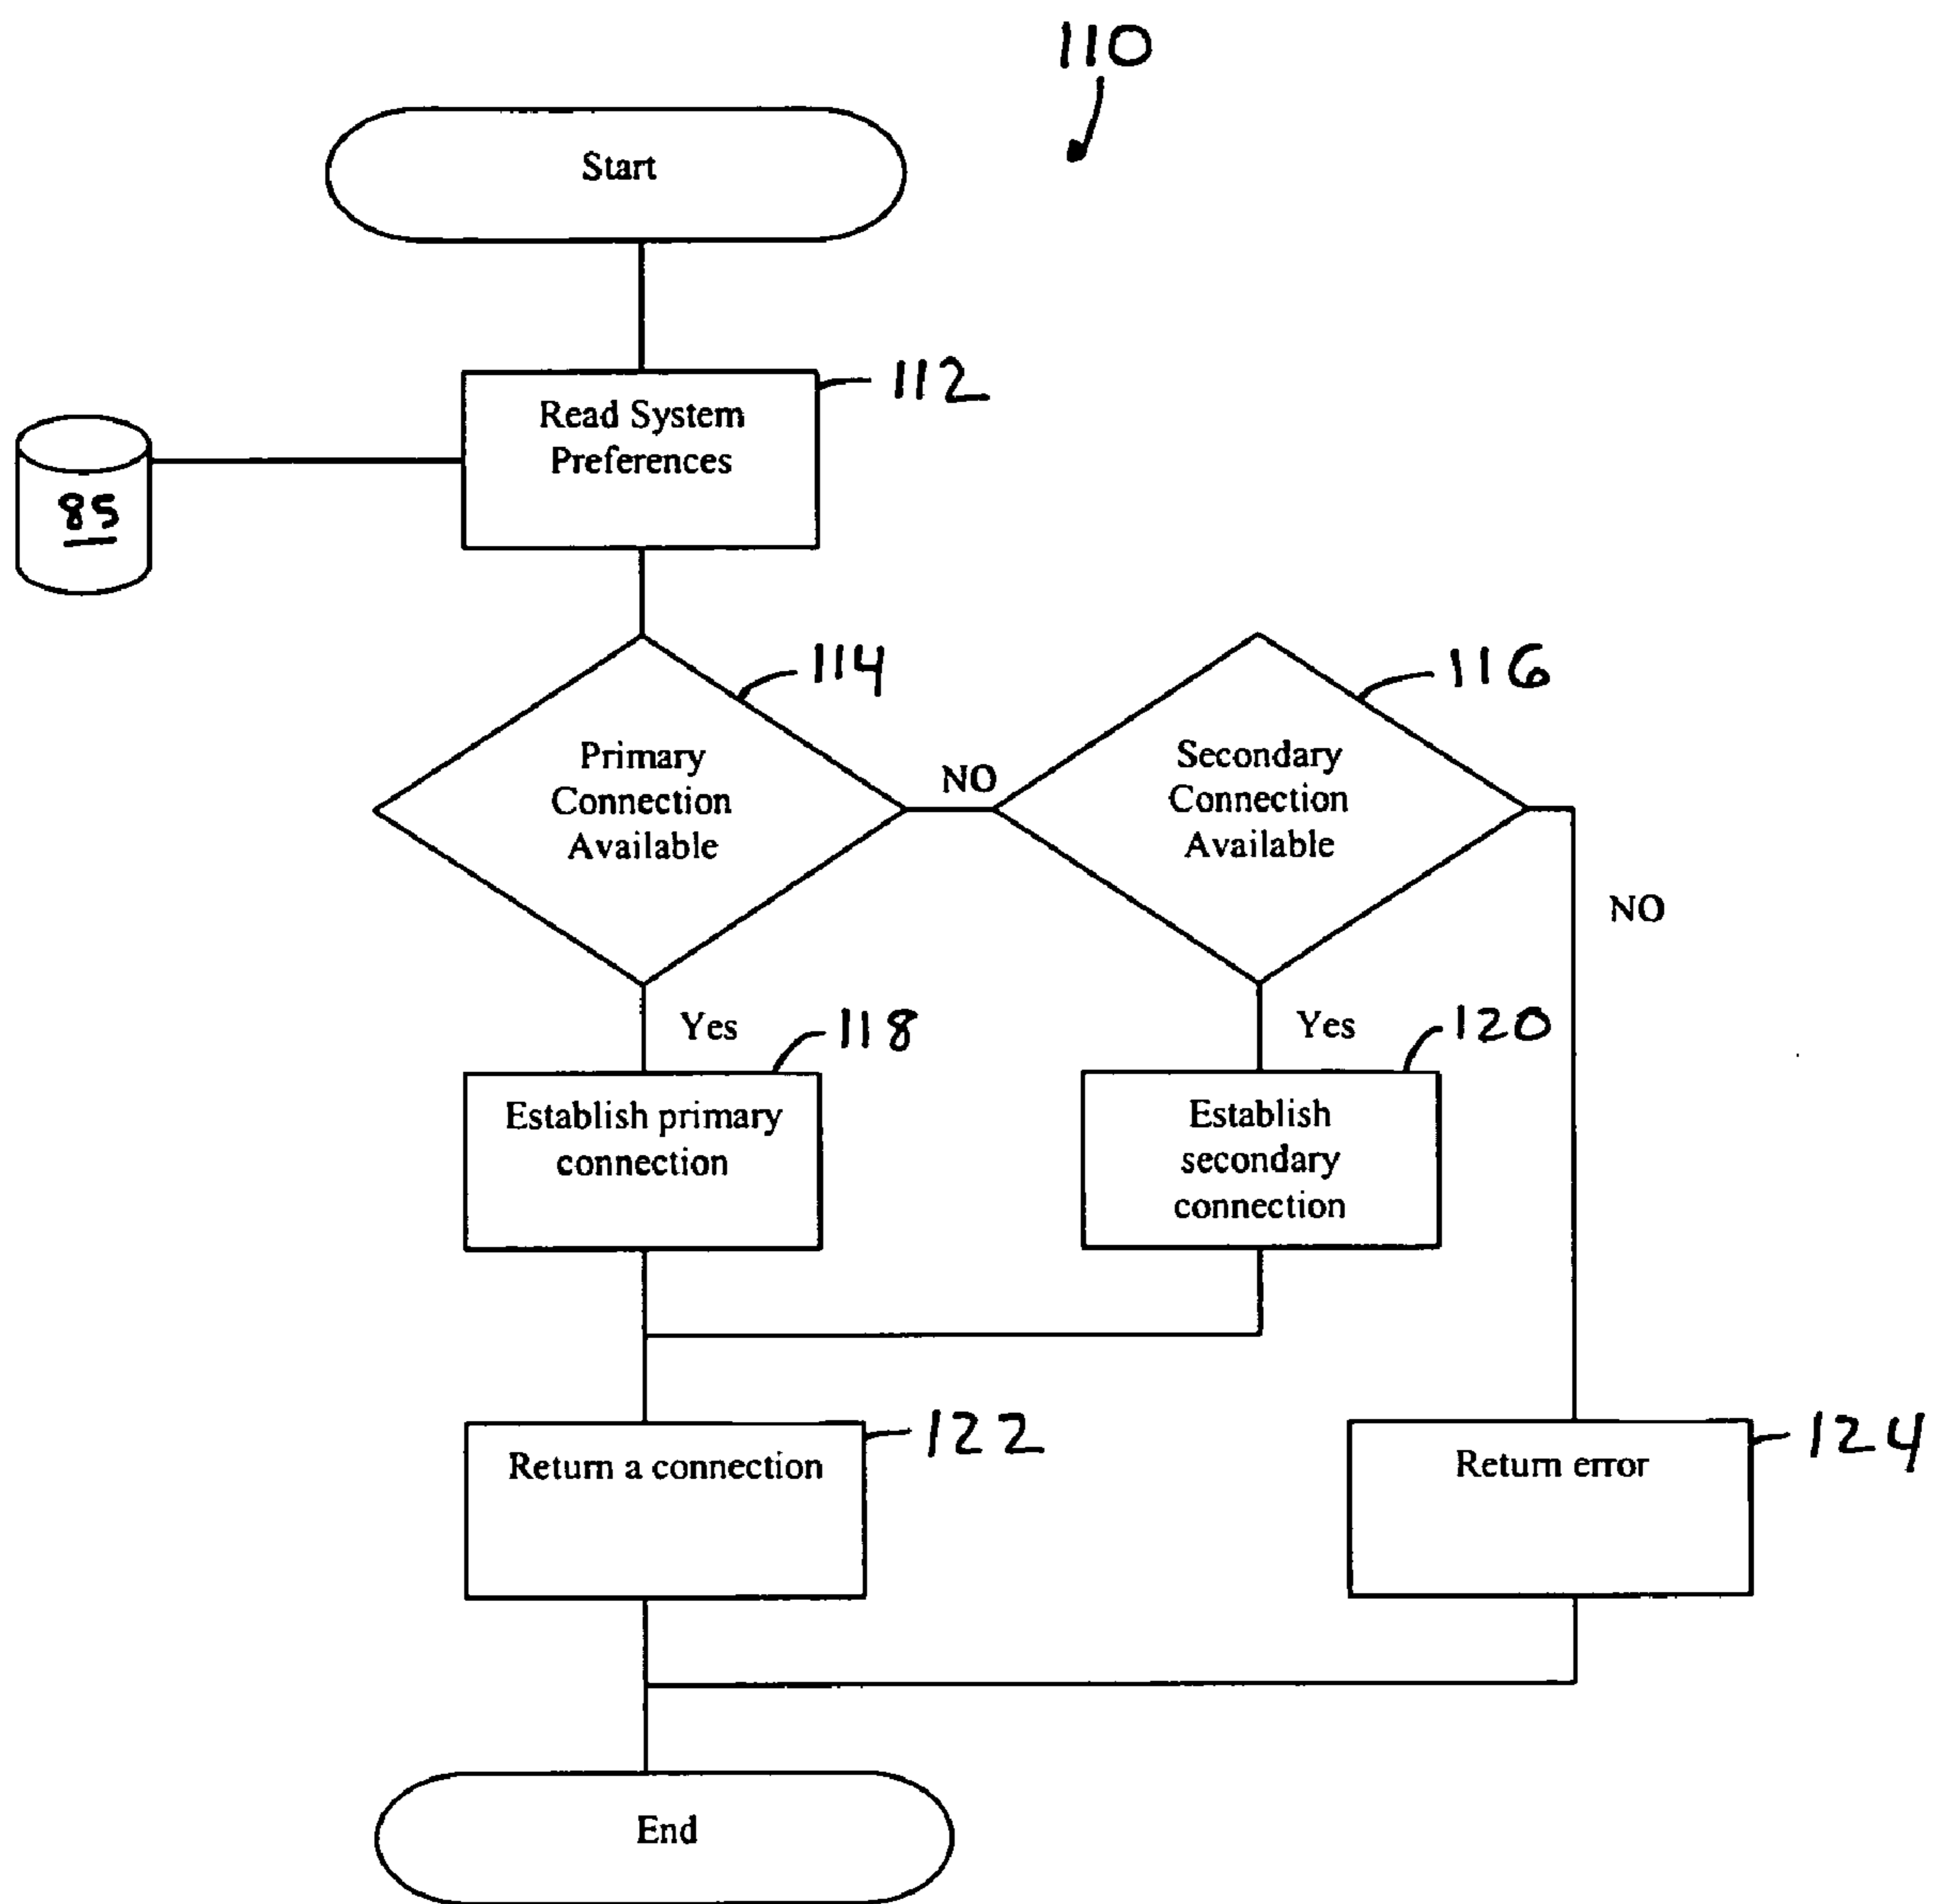 110
Start
112
Read System
Preferences
85
114
116
Primary
Connection
Available
NO
Secondary
Connection
Available
NO
Yes
118
Yes
120
Establish primary
connection
Establish
secondary
connection
122
Return a connection
124
Return error
End